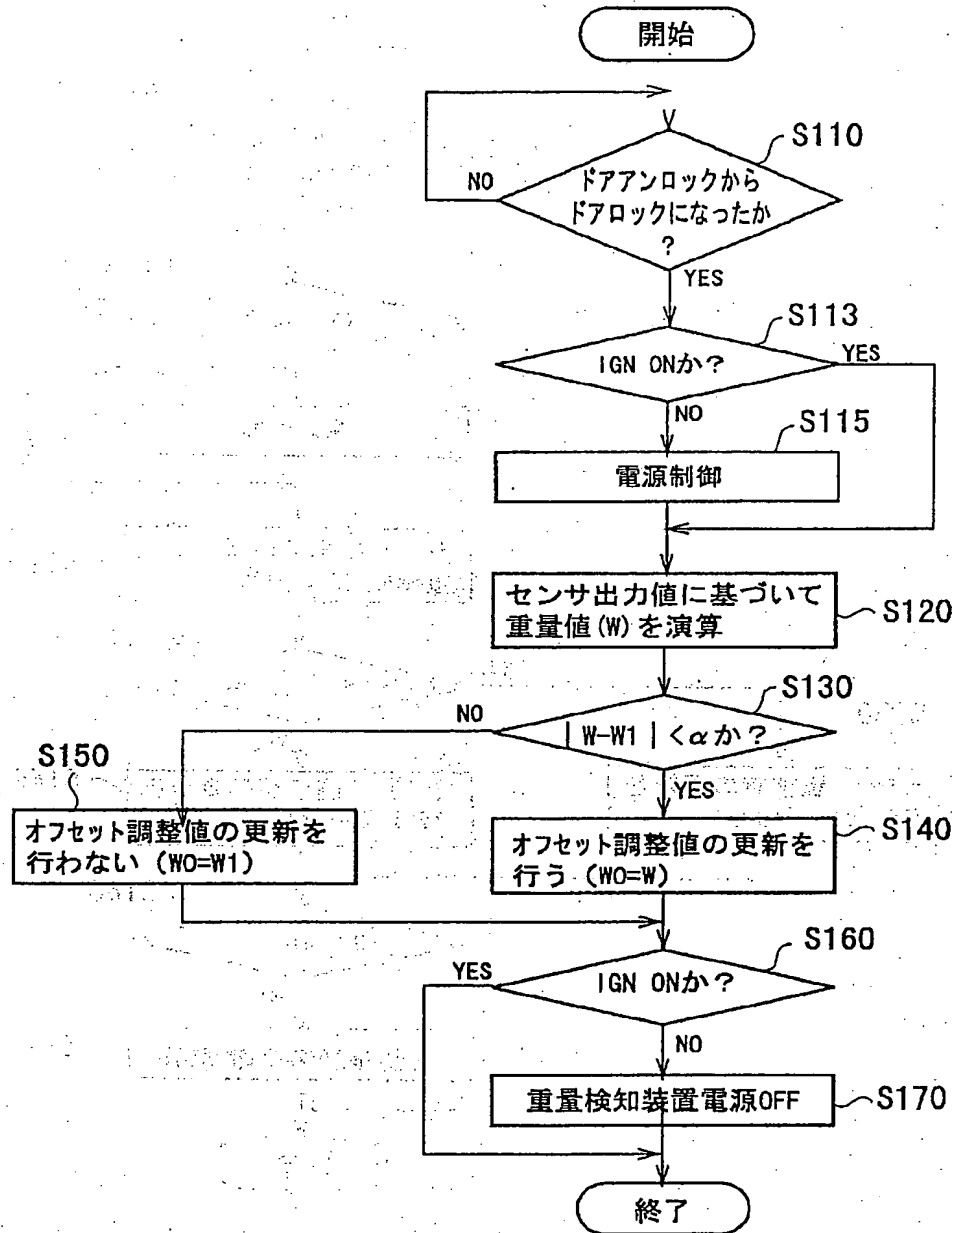 開始
S110
NO
ドアアンロックから
ドアロックになったか
?
YES
S113
IGN ONか?
YES
NO
S115
電源制御
センサ出力値に基づいて
重量値(W)を演算
S120
S130
NO
|W-W1|<αか?
YES
S150
オフセット調整値の更新を
行わない(W0=W1)
S140
オフセット調整値の更新を
行う(W0=W)
S160
YES
IGN ONか?
NO
重量検知装置電源OFF
S170
終了